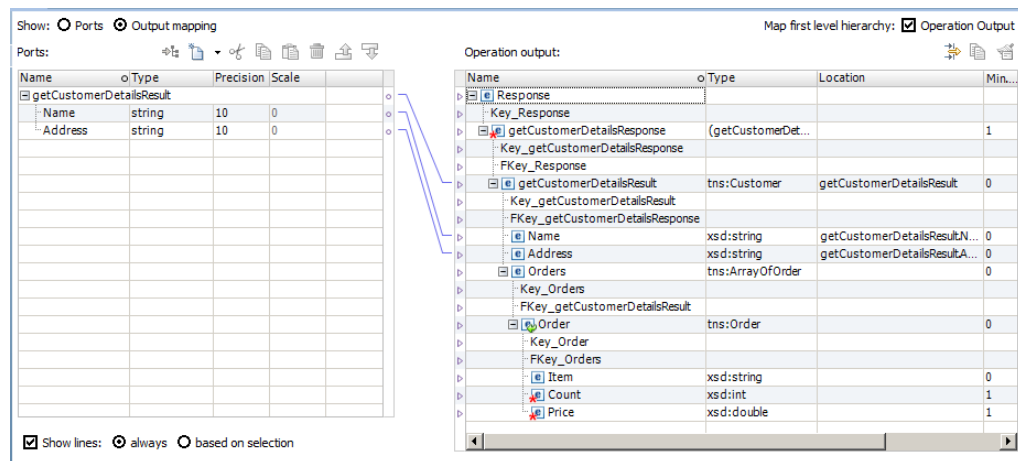 Show: Ports Output mapping
Map first level hierarchy: Operation Output
Ports:
Operation output:
Name Type Precision Scale
getCustomerDetailsResult
Name string 10 0
Address string 10 0
Name Type Location Min...
Response
Key_Response
getCustomerDetailsResponse (getCustomerDet... 1
Key_getCustomerDetailsResponse
FKey_Response
getCustomerDetailsResult tns:Customer getCustomerDetailsResult 0
Key_getCustomerDetailsResult
FKey_getCustomerDetailsResponse
Name xsd:string getCustomerDetailsResult.N... 0
Address xsd:string getCustomerDetailsResult.A... 0
Orders tns:ArrayOfOrder 0
Key_Orders
FKey_getCustomerDetailsResult
Order tns:Order 0
Key_Order
FKey_Orders
Item xsd:string 0
Count xsd:int 1
Price xsd:double 1
Show lines: always based on selection